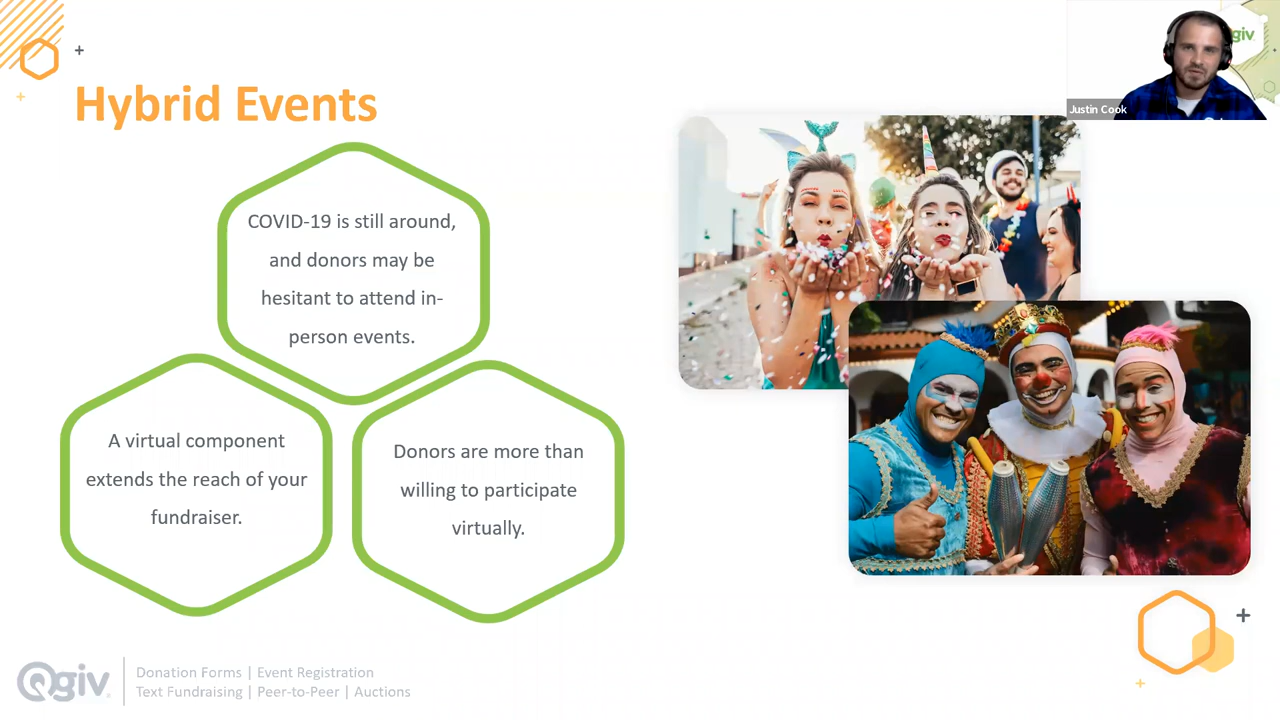 Hybrid Events
giv
Justin Cook
COVID-19 is still around,
and donors may be
hesitant to attend in-
person events.
A virtual component
extends the reach of your
fundraiser.
Donors are more than
willing to participate
virtually.
Qgiv
Donation Forms | Event Registration
Text Fundraising | Peer-to-Peer | Auctions